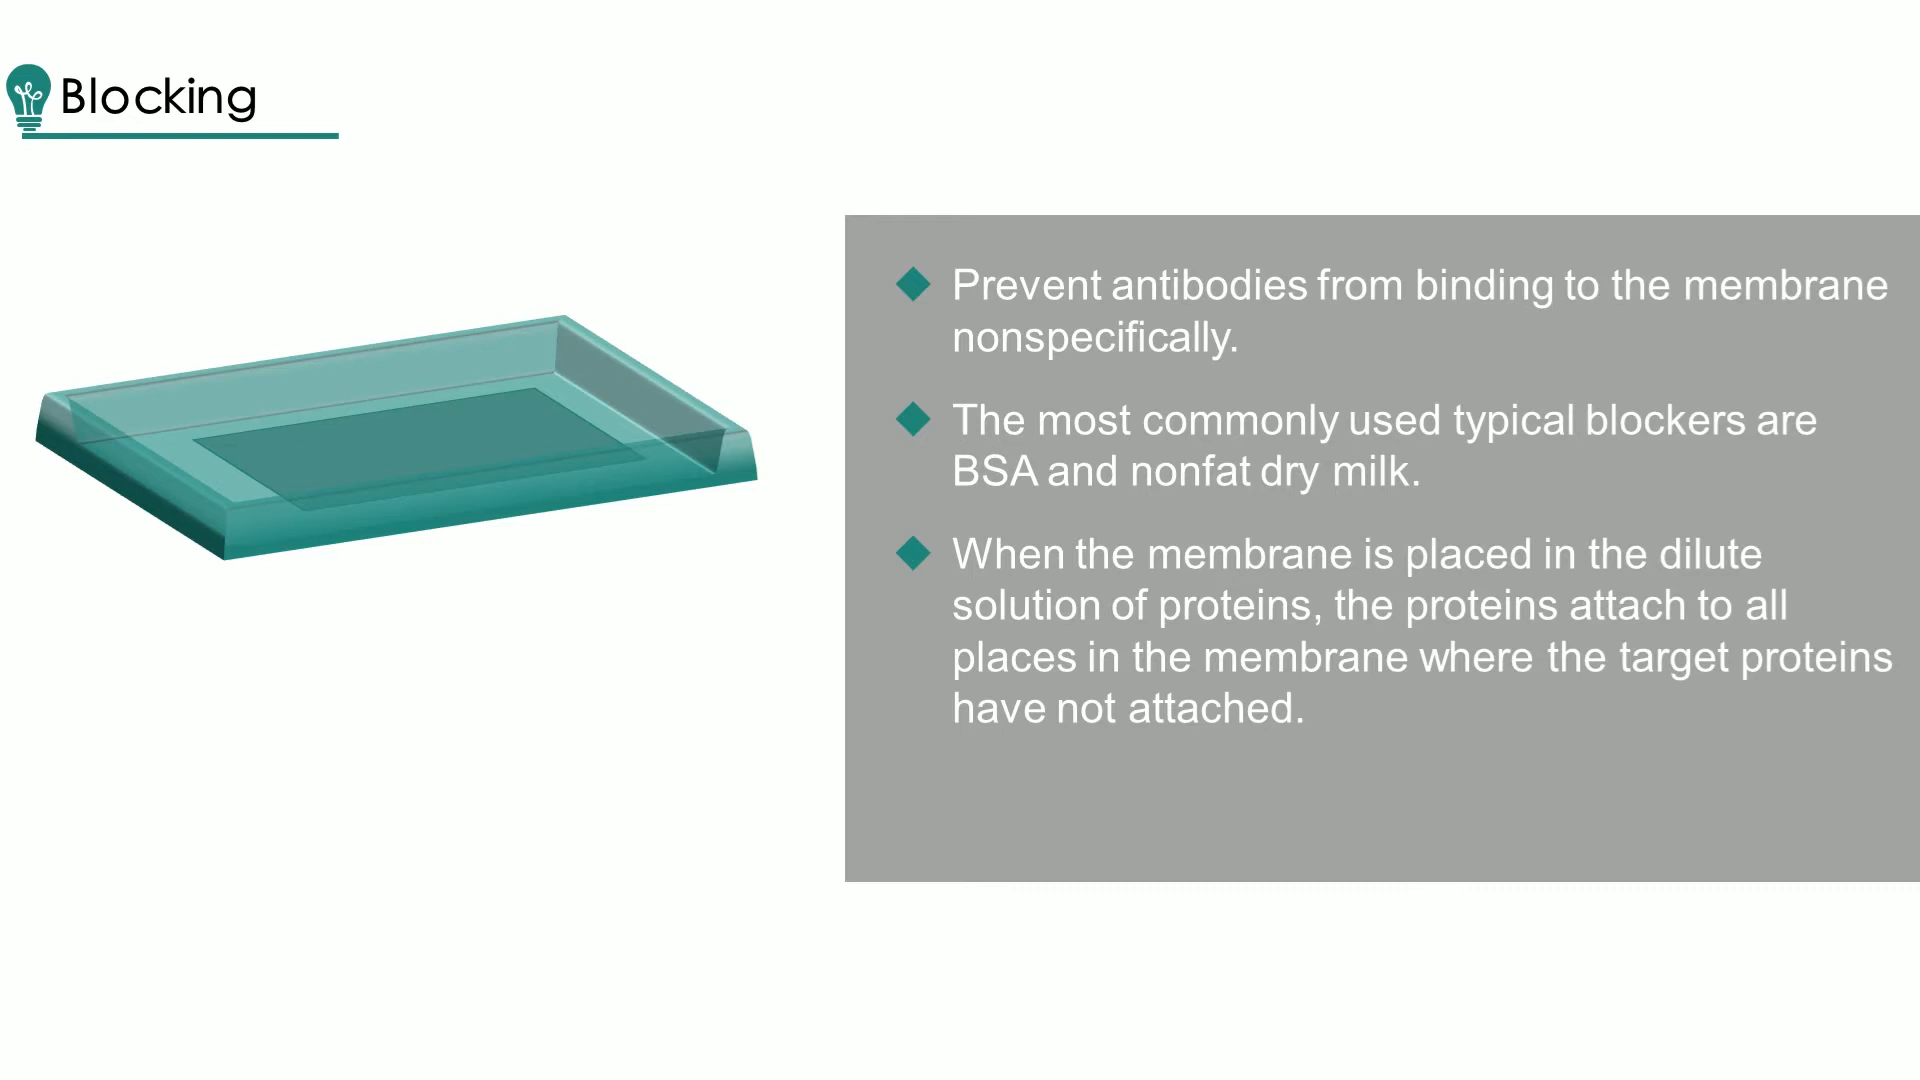 Blocking
Prevent antibodies from binding to the membrane
nonspecifically.
The most commonly used typical blockers are
BSA and nonfat dry milk.
When the membrane is placed in the dilute
solution of proteins, the proteins attach to all
places in the membrane where the target proteins
have not attached.